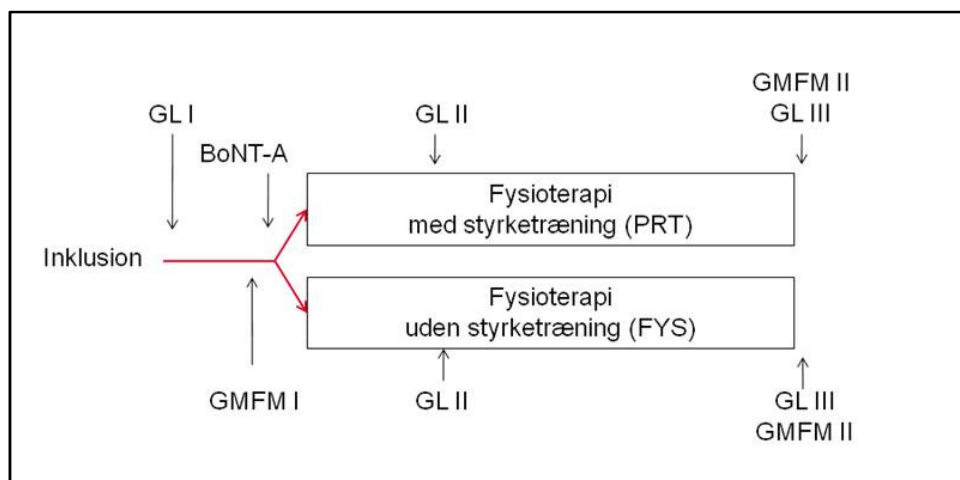 GMFM II
GL I
GL II
GL III
BoNT-A
Fysioterapi
med styrketræning (PRT)
Inklusion
Fysioterapi
uden styrketræning (FYS)
GMFM I
GL II
GL III
GMFM II